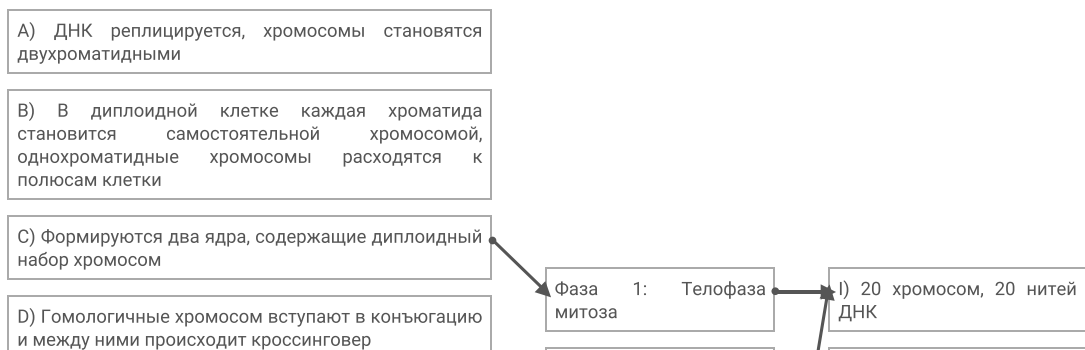 A) ДНК реплицируется, хромосомы становятся
двухроматидными
B) В диплоидной клетке каждая хроматида
становится самостоятельной хромосомой,
однохроматидные хромосомы расходятся к
полюсам клетки
C) Формируются два ядра, содержащие диплоидный
набор хромосом
D) Гомологичные хромосом вступают в конъюгацию
и между ними происходит кроссинговер
Фаза 1: Телофаза
митоза
I) 20 хромосом, 20 нитей
ДНК